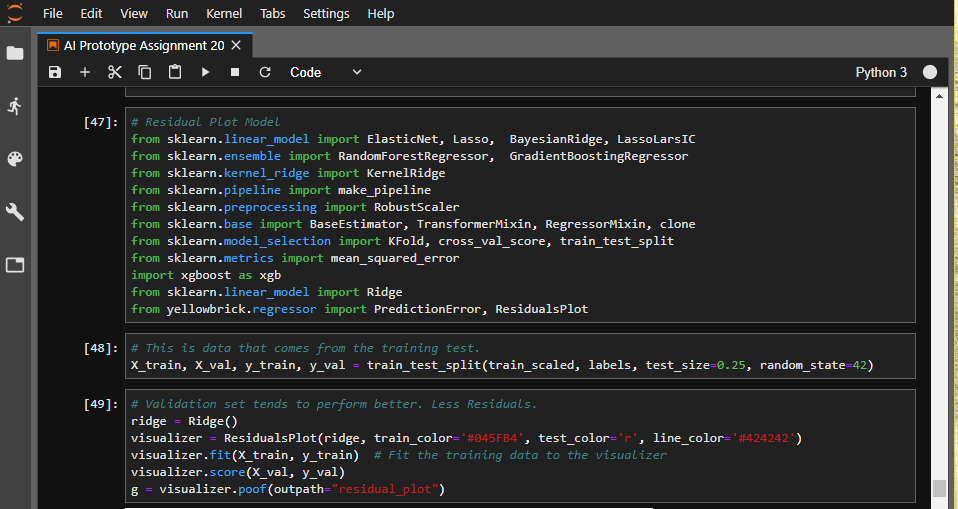 File Edit View Run Kernel Tabs Settings Help
AI Prototype Assignment 20
Code
Python 3
[47]:
# Residual Plot Model
from sklearn.linear_model import ElasticNet, Lasso,  BayesianRidge, LassoLarsIC
from sklearn.ensemble import RandomForestRegressor,  GradientBoostingRegressor
from sklearn.kernel_ridge import KernelRidge
from sklearn.pipeline import make_pipeline
from sklearn.preprocessing import RobustScaler
from sklearn.base import BaseEstimator, TransformerMixin, RegressorMixin, clone
from sklearn.model_selection import KFold, cross_val_score, train_test_split
from sklearn.metrics import mean_squared_error
import xgboost as xgb
from sklearn.linear_model import Ridge
from yellowbrick.regressor import PredictionError, ResidualsPlot
[48]:
# This is data that comes from the training test.
X_train, X_val, y_train, y_val = train_test_split(train_scaled, labels, test_size=0.25, random_state=42)
[49]:
# Validation set tends to perform better. Less Residuals.
ridge = Ridge()
visualizer = ResidualsPlot(ridge, train_color='#045FB4', test_color='r', line_color='#424242')
visualizer.fit(X_train, y_train)  # Fit the training data to the visualizer
visualizer.score(X_val, y_val)
g = visualizer.poof(outpath="residual_plot")